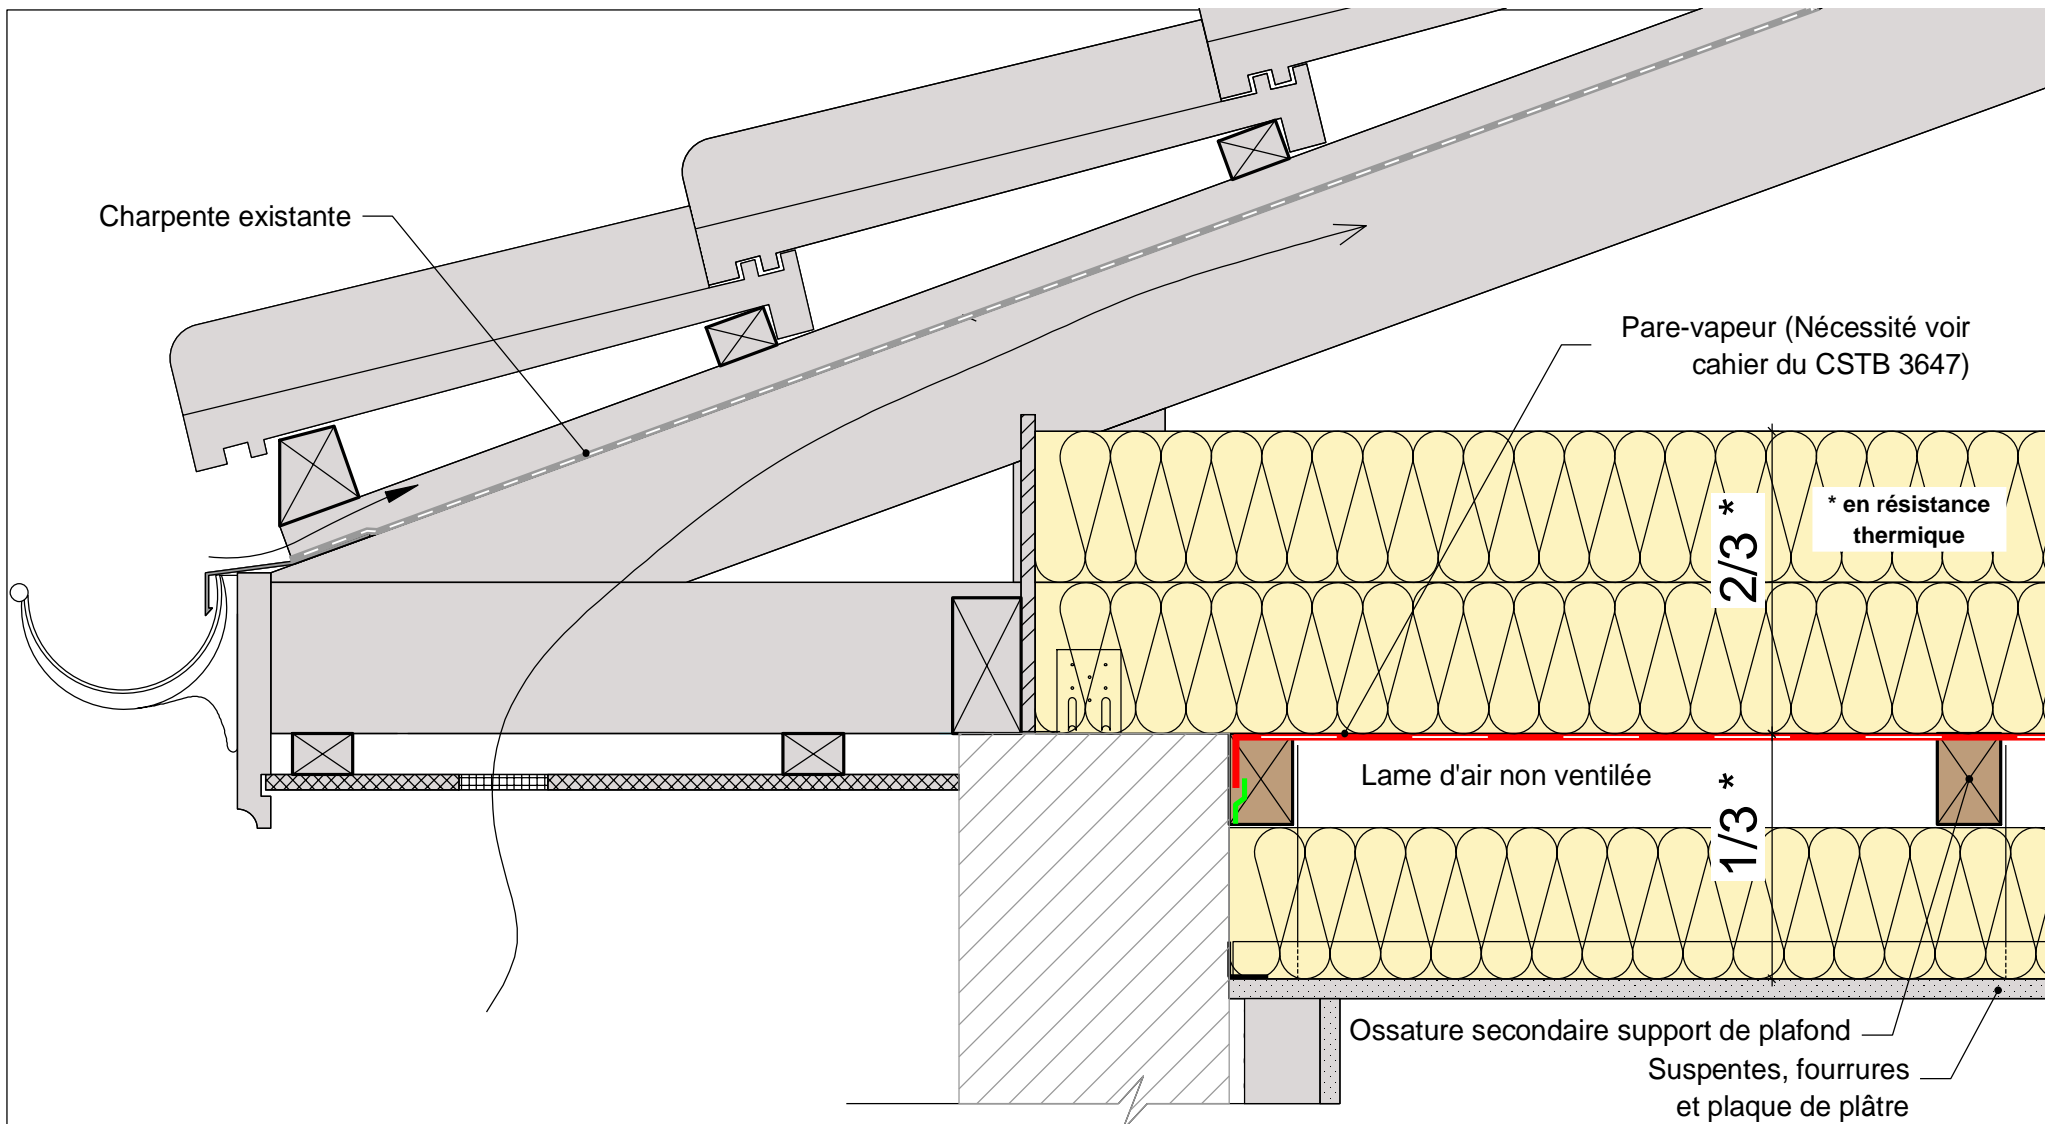 Charpente existante
Pare-vapeur (Nécessité voir
cahier du CSTB 3647)
2/3 *
* en résistance
thermique
Lame d'air non ventilée
1/3 *
Ossature secondaire support de plafond
Suspentes, fourrures
et plaque de plâtre